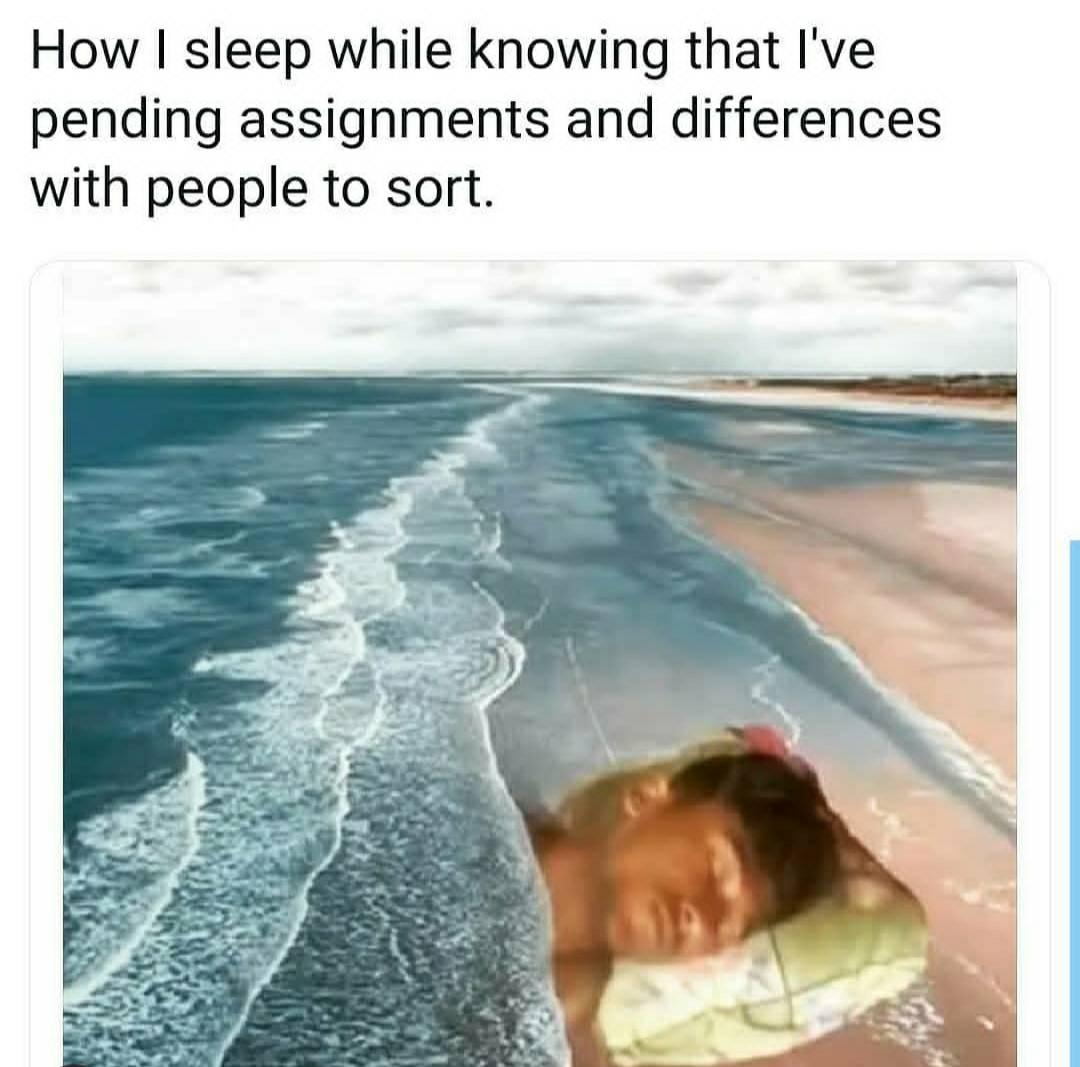 How I sleep while knowing that I've
pending assignments and differences
with people to sort.